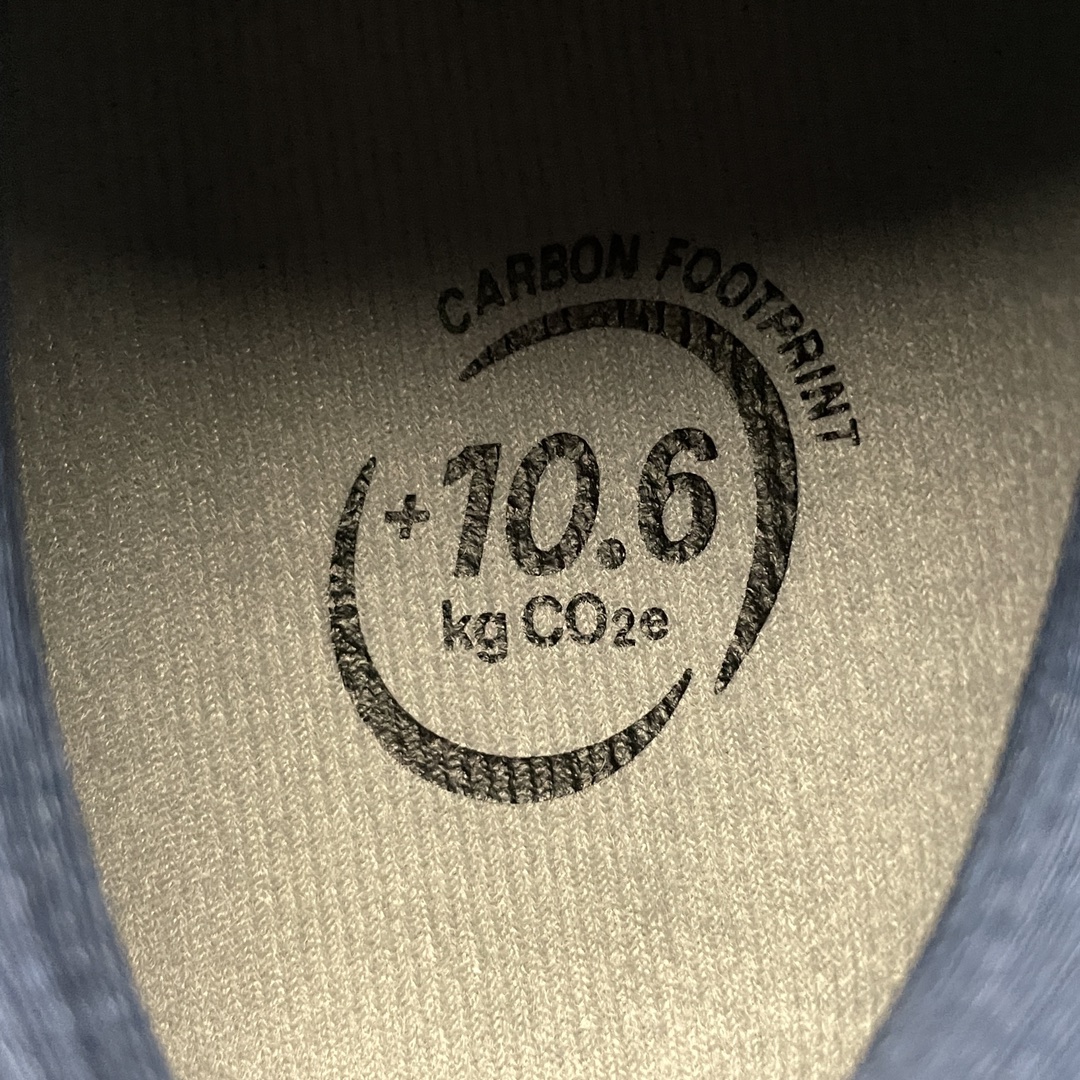 CARBON FOOTPRINT
+10.6
kg CO₂e